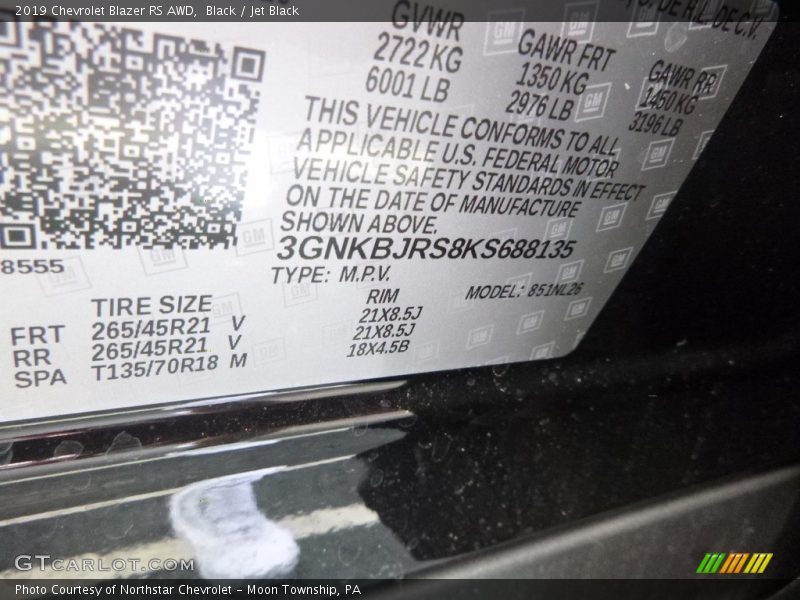 2019 Chevrolet Blazer RS AWD, Black / Jet Black
DE R.L. DE C.V.
GVWR
2722 KG
6001 LB
GAWR FRT
1350 KG
2976 LB
GAWR RR
1450 KG
3196 LB
THIS VEHICLE CONFORMS TO ALL
APPLICABLE U.S. FEDERAL MOTOR
VEHICLE SAFETY STANDARDS IN EFFECT
ON THE DATE OF MANUFACTURE
SHOWN ABOVE.
3GNKBJRS8KS688135
TYPE: M.P.V.
MODEL: 851NL26
8555
TIRE SIZE RIM
FRT 265/45R21 V 21X8.5J
RR 265/45R21 V 21X8.5J
SPA T135/70R18 M 18X4.5B
GTCARLOT.COM
Photo Courtesy of Northstar Chevrolet - Moon Township, PA